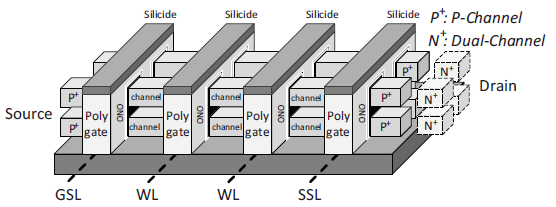 Silicide Silicide Silicide Silicide
P+: P-Channel
N+: Dual-Channel
P+ N+
Drain
P+ channel channel channel P+ N+
Source
Poly gate ONO Poly gate ONO Poly gate ONO Poly gate ONO
P+ channel channel channel P+ N+
GSL WL WL SSL